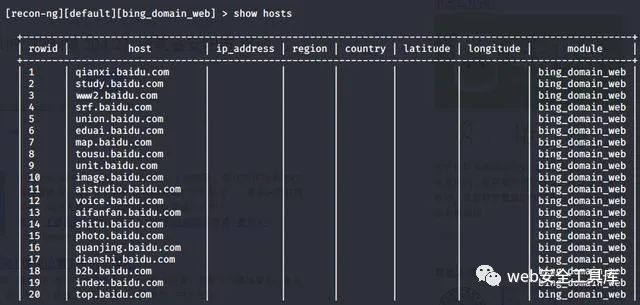 [recon-ng][default][bing_domain_web] > show hosts
| rowid | host | ip_address | region | country | latitude | longitude | module |
| 1 | qianxi.baidu.com | | | | | | bing_domain_web |
| 2 | study.baidu.com | | | | | | bing_domain_web |
| 3 | www2.baidu.com | | | | | | bing_domain_web |
| 4 | srf.baidu.com | | | | | | bing_domain_web |
| 5 | union.baidu.com | | | | | | bing_domain_web |
| 6 | eduai.baidu.com | | | | | | bing_domain_web |
| 7 | map.baidu.com | | | | | | bing_domain_web |
| 8 | tousu.baidu.com | | | | | | bing_domain_web |
| 9 | unit.baidu.com | | | | | | bing_domain_web |
| 10 | image.baidu.com | | | | | | bing_domain_web |
| 11 | aistudio.baidu.com | | | | | | bing_domain_web |
| 12 | voice.baidu.com | | | | | | bing_domain_web |
| 13 | aifanfan.baidu.com | | | | | | bing_domain_web |
| 14 | shitu.baidu.com | | | | | | bing_domain_web |
| 15 | photo.baidu.com | | | | | | bing_domain_web |
| 16 | quanjing.baidu.com | | | | | | bing_domain_web |
| 17 | dianshi.baidu.com | | | | | | bing_domain_web |
| 18 | b2b.baidu.com | | | | | | bing_domain_web |
| 19 | index.baidu.com | | | | | | bing_domain_web |
| 20 | top.baidu.com | | | | | | bing_domain_web |
web安全工具库